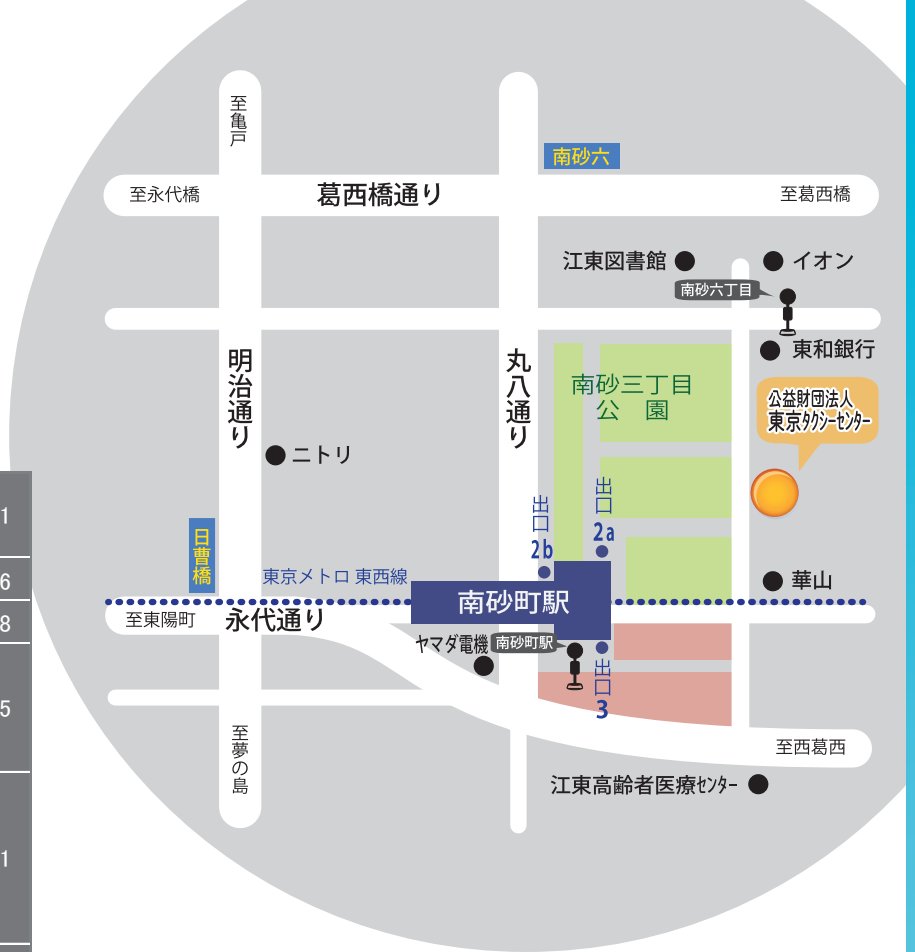 至亀戸
南砂六
至永代橋
葛西橋通り
至葛西橋
江東図書館
イオン
南砂六丁目
東和銀行
明治通り
丸八通り
南砂三丁目
公 園
公益財団法人
東京タクシーセンター
ニトリ
出口
2a
出口
2b
1
日曹橋
東京メトロ 東西線
華山
6
南砂町駅
至東陽町
永代通り
8
ヤマダ電機
南砂町駅
出口
3
5
至夢の島
至西葛西
江東高齢者医療センター
1